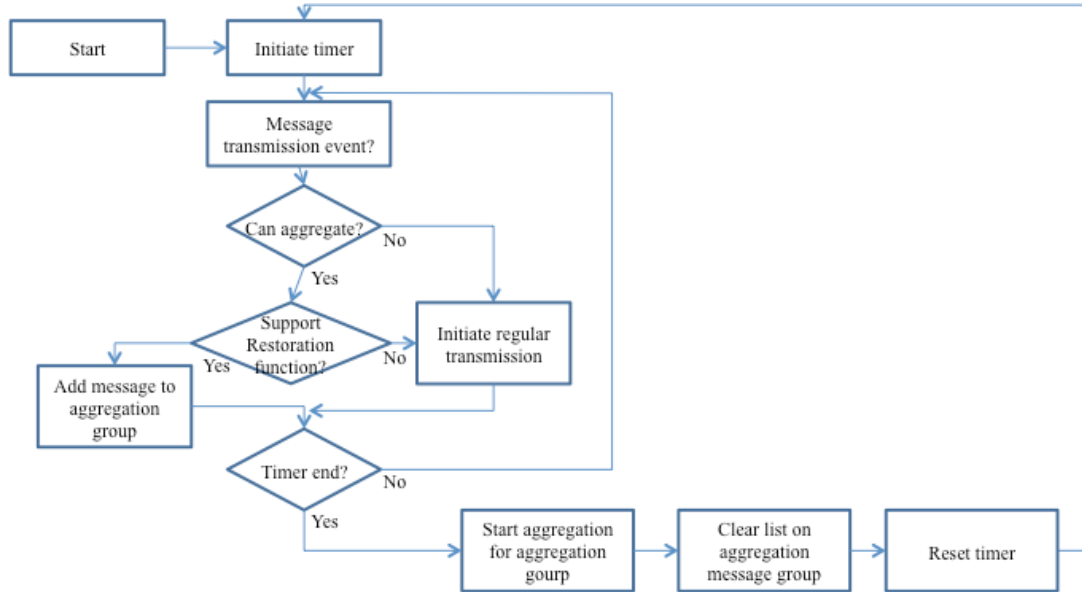 Start
Initiate timer
Message
transmission event?
Can aggregate?
No
Yes
Support
Restoration
function?
No
Yes
Initiate regular
transmission
Add message to
aggregation
group
Timer end?
No
Yes
Start aggregation
for aggregation
gourp
Clear list on
aggregation
message group
Reset timer